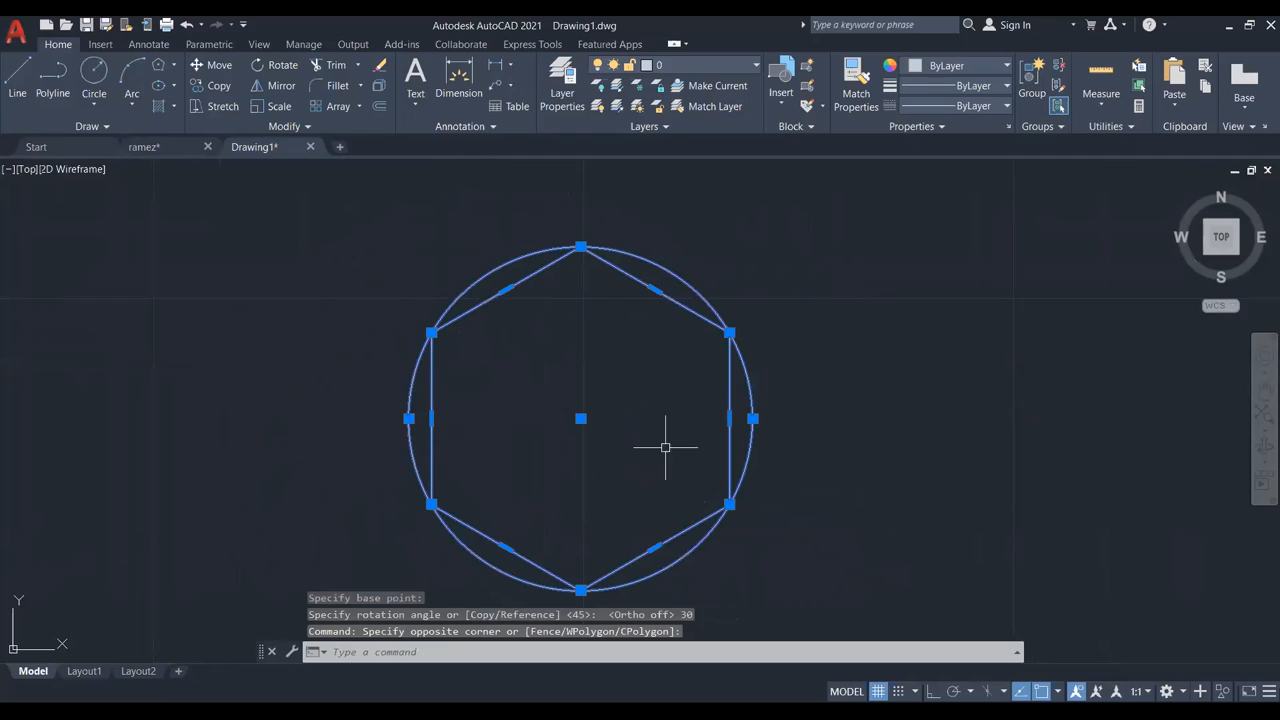 Autodesk AutoCAD 2021 Drawing1.dwg
Type a keyword or phrase
Sign In
Home Insert Annotate Parametric View Manage Output Add-ins Collaborate Express Tools Featured Apps
Line
Polyline
Circle
Arc
Draw
Move
Copy
Stretch
Rotate
Mirror
Scale
Trim
Fillet
Array
Modify
Text
Dimension
Table
Annotation
Layer
Properties
0
Make Current
Match Layer
Layers
Insert
Block
Match
Properties
ByLayer
ByLayer
ByLayer
Properties
Group
Groups
Measure
Utilities
Paste
Clipboard
Base
View
Start
ramez*
Drawing1*
[−][Top][2D Wireframe]
N
W
TOP
E
S
WCS
Y
X
Specify base point:
Specify rotation angle or [Copy/Reference] <45>: <Ortho off> 30
Command: Specify opposite corner or [Fence/WPolygon/CPolygon]:
Type a command
Model Layout1 Layout2
MODEL
1:1